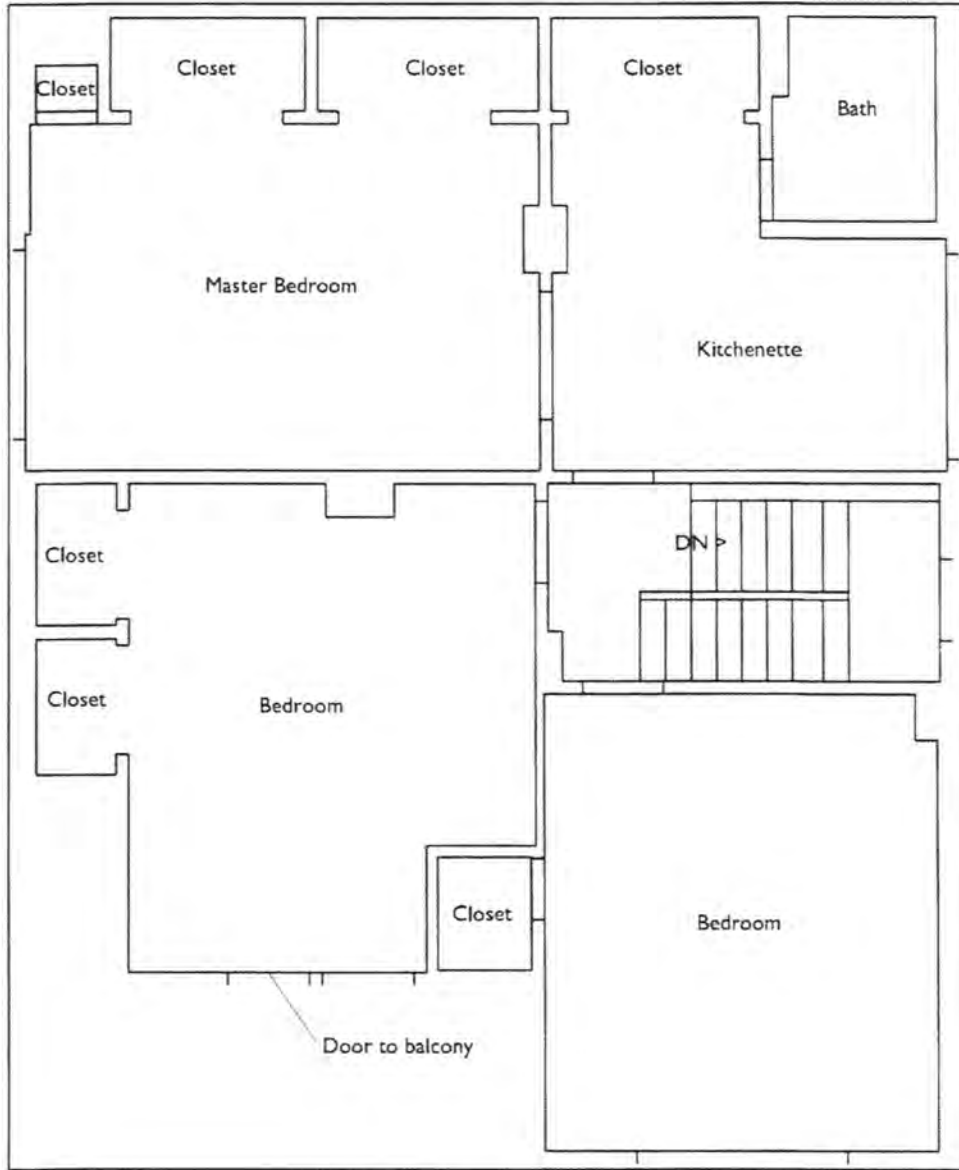 Closet
Closet
Closet
Closet
Bath
Master Bedroom
Kitchenette
DN >
Closet
Closet
Bedroom
Closet
Bedroom
Door to balcony